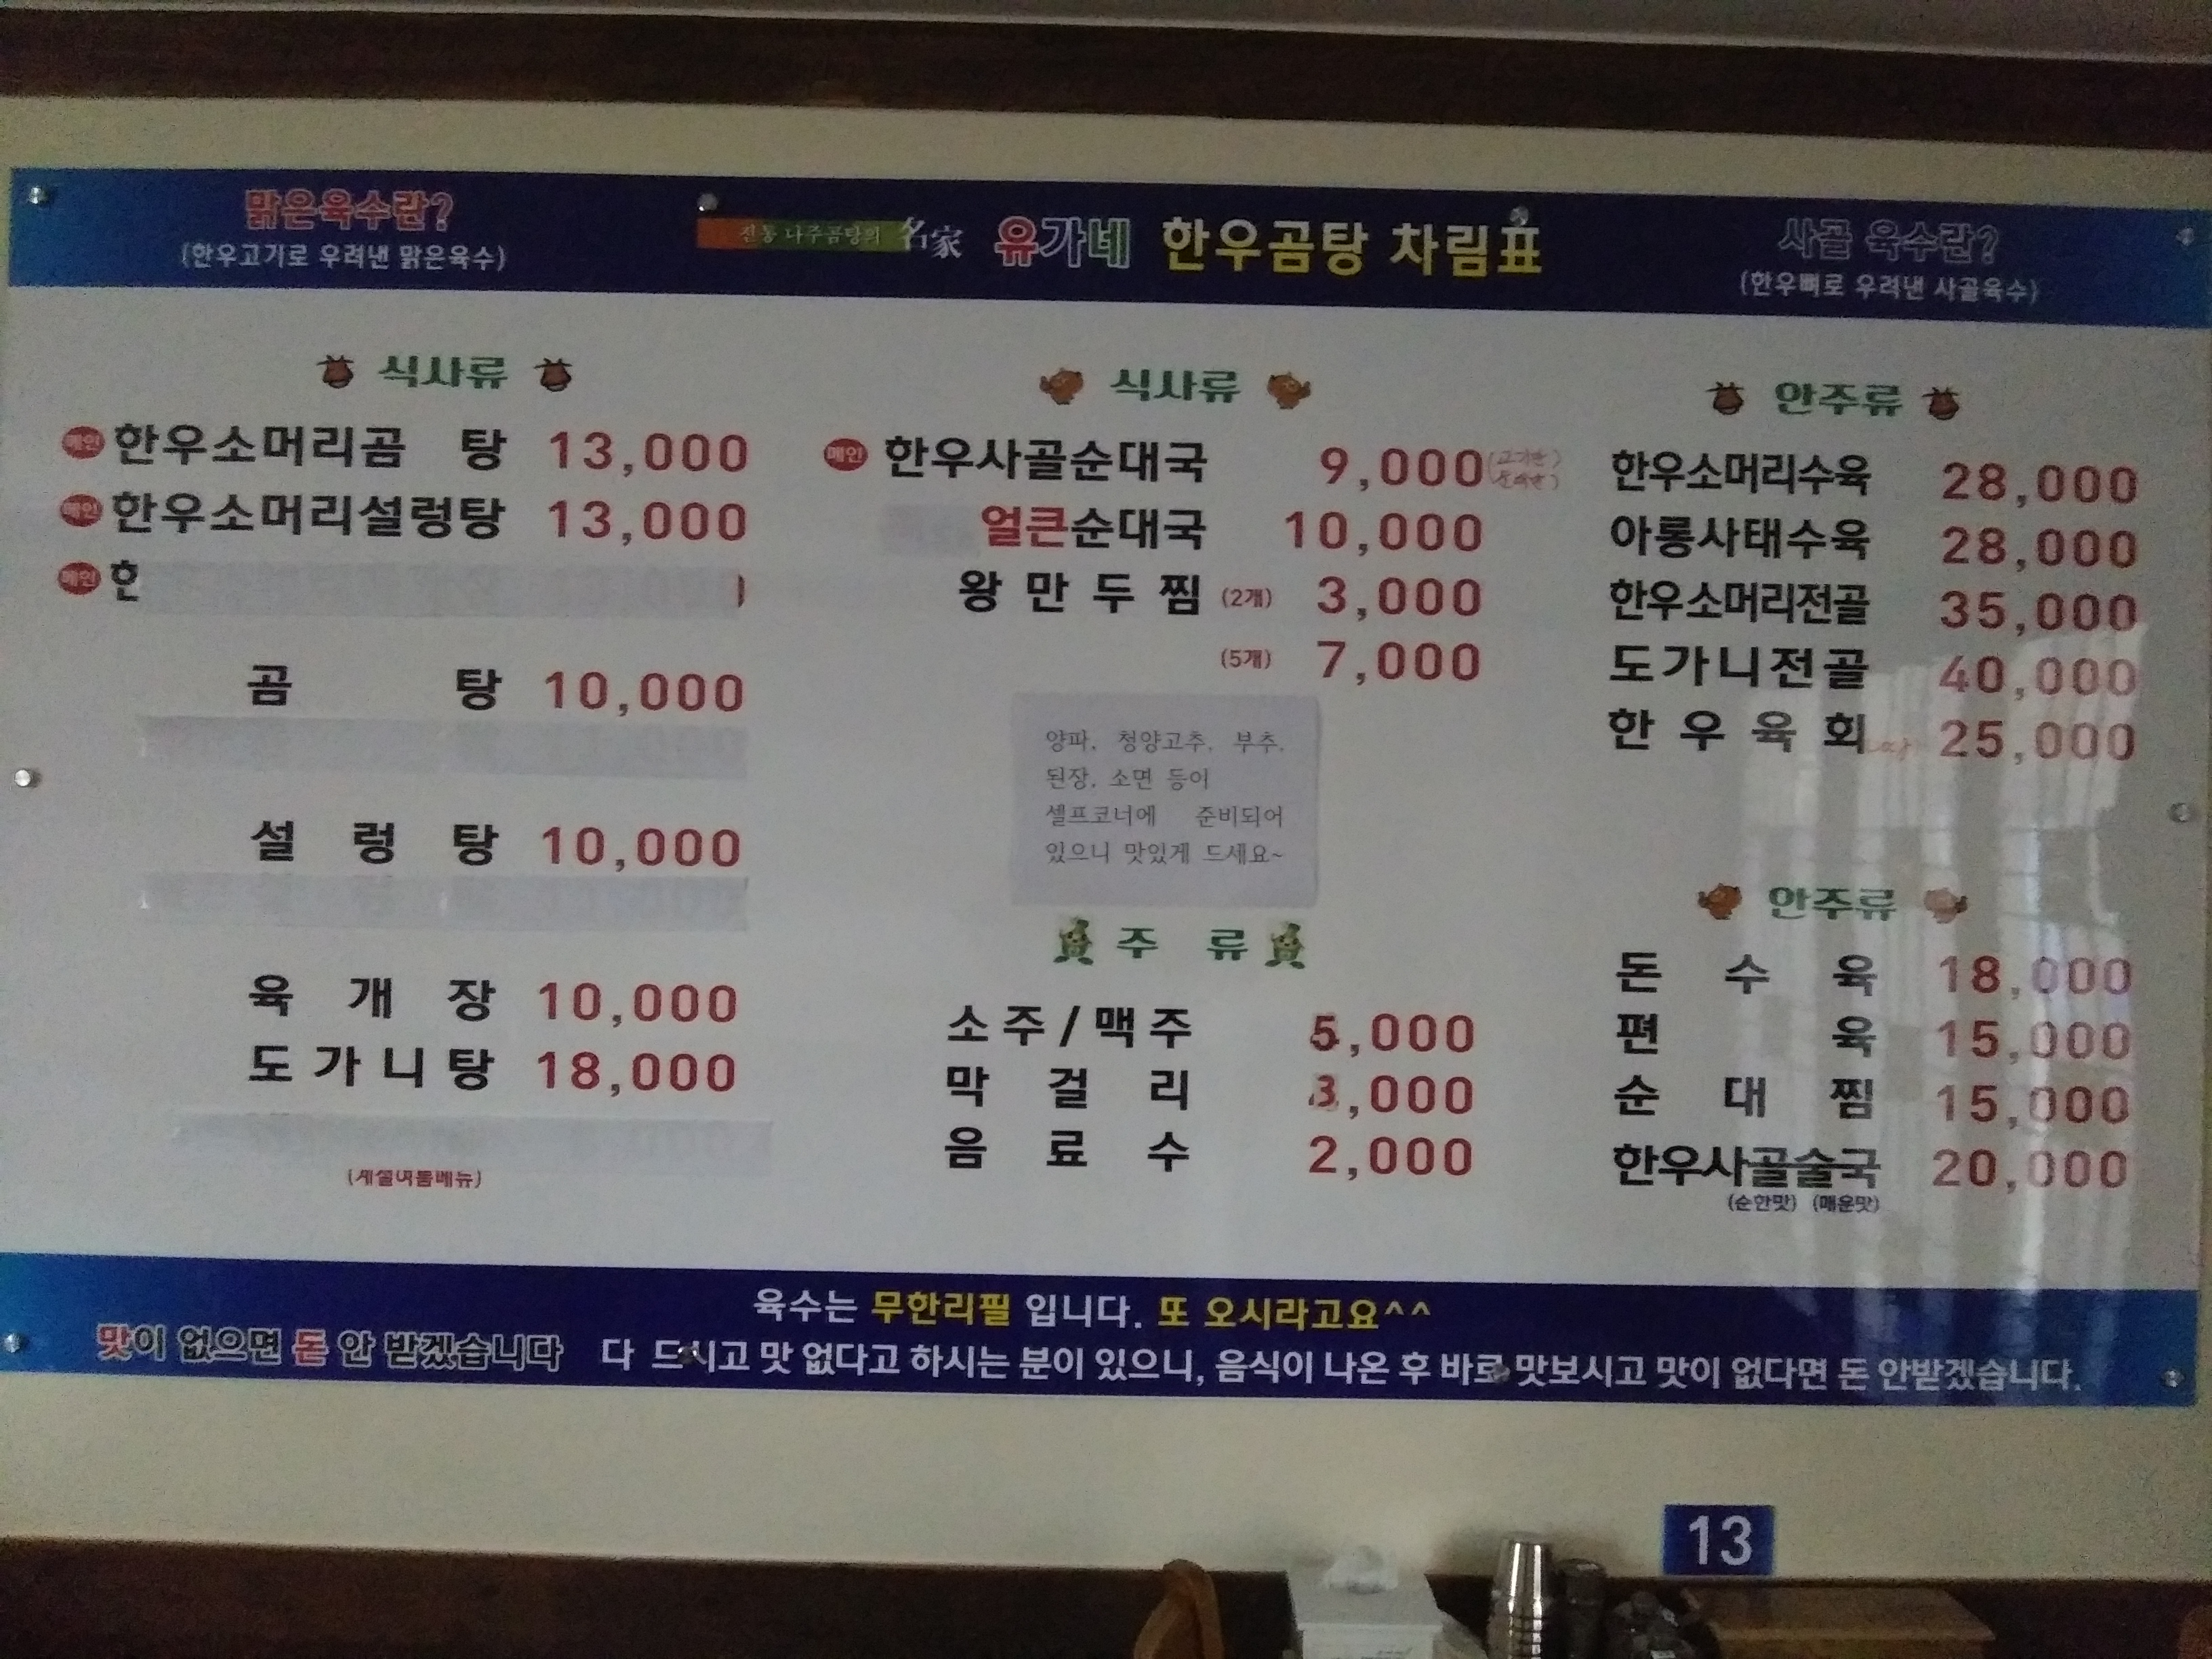 맑은육수란?
(한우고기로 우려낸 맑은육수)
전통 나주곰탕의 名家 유가네 한우곰탕 차림표
사골 육수란?
(한우뼈로 우려낸 사골육수)
식사류
메인 한우소머리곰 탕 13,000
메인 한우소머리설렁탕 13,000
메인 한
곰 탕 10,000
설 렁 탕 10,000
육 개 장 10,000
도 가 니 탕 18,000
(계절여름메뉴)
식사류
메인 한우사골순대국 9,000
얼큰순대국 10,000
왕 만 두 찜 (2개) 3,000
(5개) 7,000
양파, 청양고추, 부추,
된장, 소면 등이
셀프코너에 준비되어
있으니 맛있게 드세요~
주 류
소주/맥주 5,000
막 걸 리 3,000
음 료 수 2,000
안주류
한우소머리수육 28,000
아롱사태수육 28,000
한우소머리전골 35,000
도가니전골 40,000
한 우 육 회 25,000
안주류
돈 수 육 18,000
편 육 15,000
순 대 찜 15,000
한우사골술국 20,000
(순한맛) (매운맛)
육수는 무한리필 입니다. 또 오시라고요^^
맛이 없으면 돈 안 받겠습니다 다 드시고 맛 없다고 하시는 분이 있으니, 음식이 나온 후 바로 맛보시고 맛이 없다면 돈 안받겠습니다.
13